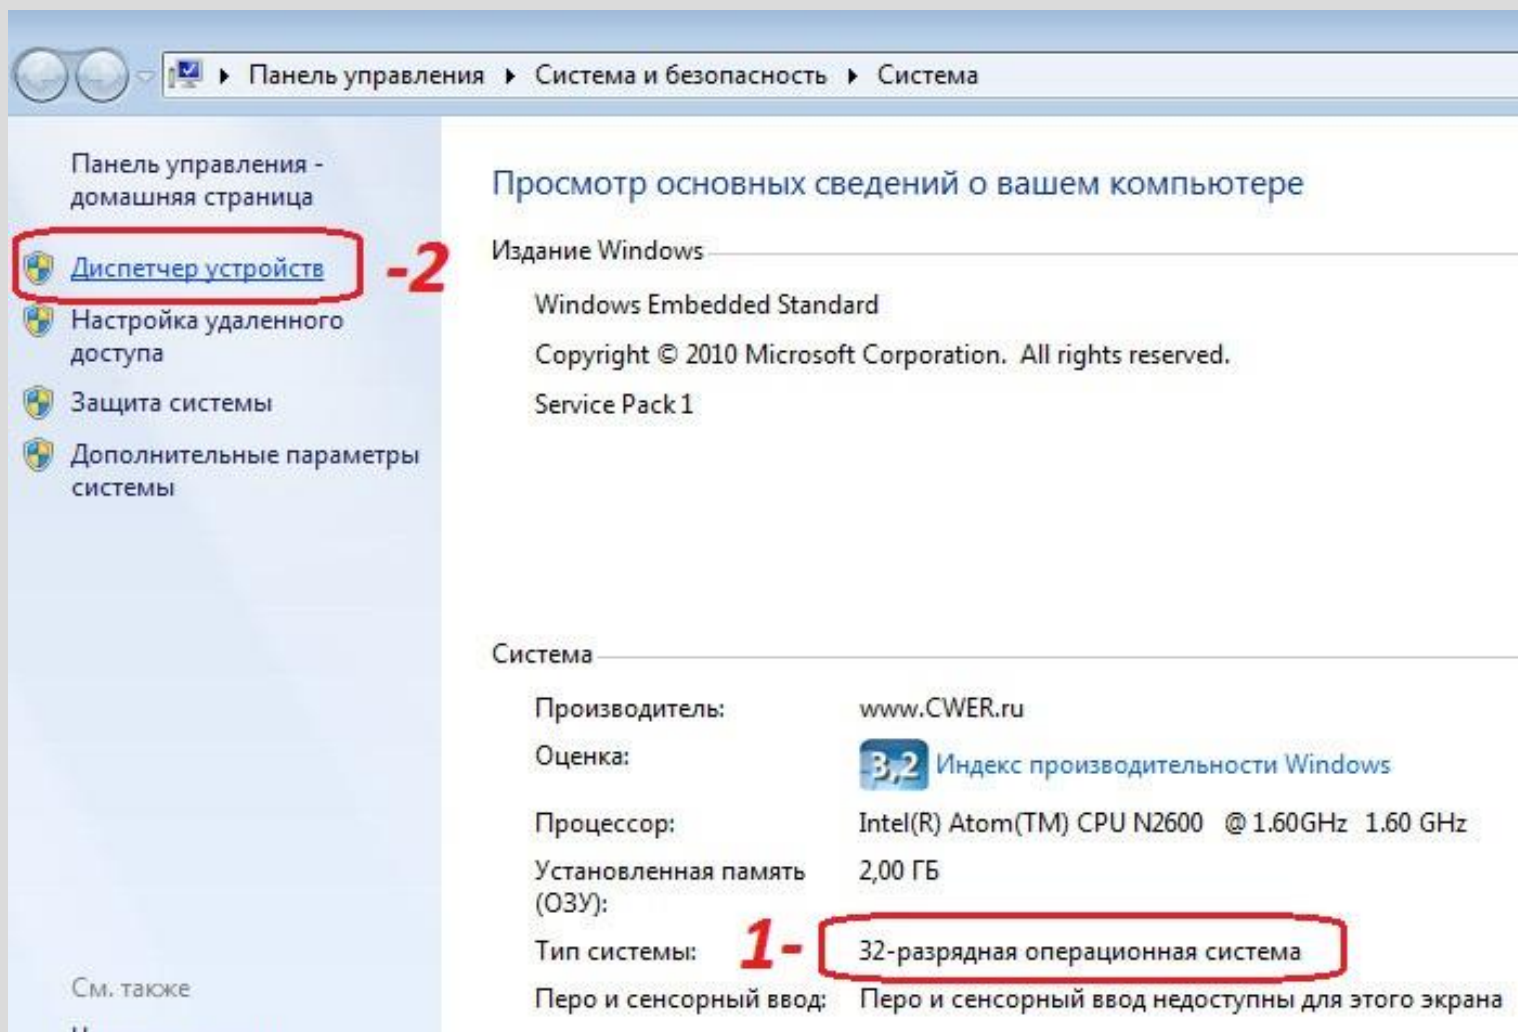 Панель управления ▸ Система и безопасность ▸ Система
Панель управления -
домашняя страница
Диспетчер устройств
-2
Настройка удаленного
доступа
Защита системы
Дополнительные параметры
системы
См. также
Просмотр основных сведений о вашем компьютере
Издание Windows
Windows Embedded Standard
Copyright © 2010 Microsoft Corporation. All rights reserved.
Service Pack 1
Система
Производитель: www.CWER.ru
Оценка: 3,2 Индекс производительности Windows
Процессор: Intel(R) Atom(TM) CPU N2600 @ 1.60GHz 1.60 GHz
Установленная память 2,00 ГБ
(ОЗУ):
Тип системы: 1- 32-разрядная операционная система
Перо и сенсорный ввод: Перо и сенсорный ввод недоступны для этого экрана